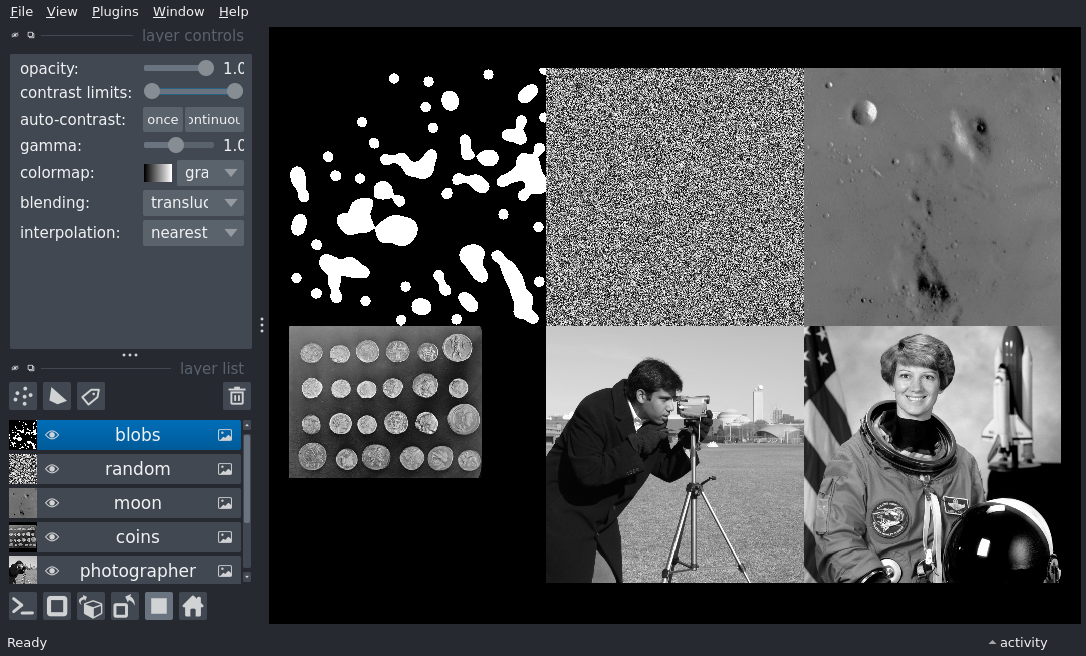 File View Plugins Window Help
layer controls
opacity: 1.0
contrast limits:
auto-contrast: once ontinuou
gamma: 1.0
colormap: gra
blending: transluc
interpolation: nearest
layer list
blobs
random
moon
coins
photographer
Ready
activity